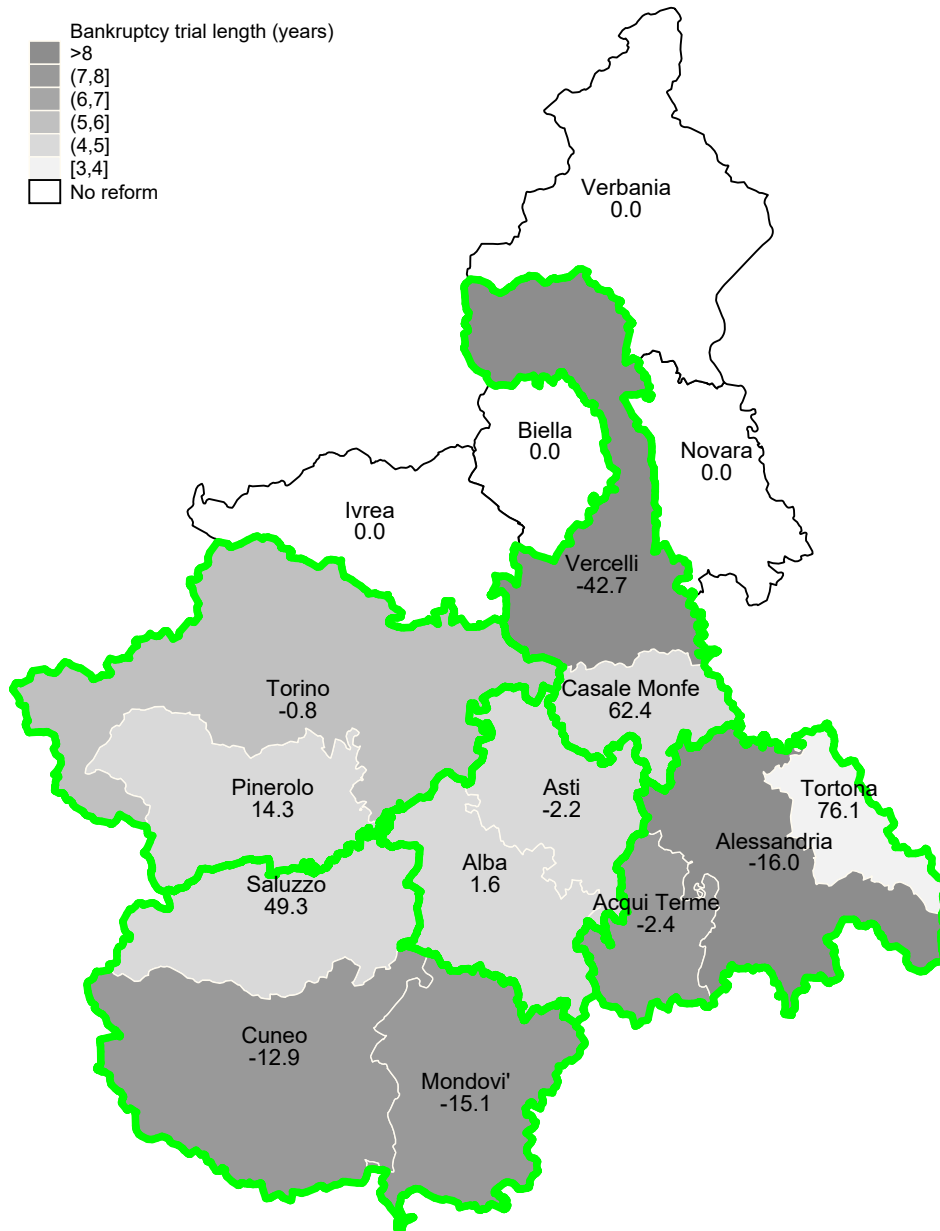 Bankruptcy trial length (years)
>8
(7,8]
(6,7]
(5,6]
(4,5]
[3,4]
No reform
Verbania
0.0
Biella
0.0
Novara
0.0
Ivrea
0.0
Vercelli
-42.7
Torino
-0.8
Casale Monfe
62.4
Pinerolo
14.3
Asti
-2.2
Tortona
76.1
Alessandria
-16.0
Alba
1.6
Saluzzo
49.3
Acqui Terme
-2.4
Cuneo
-12.9
Mondovi'
-15.1